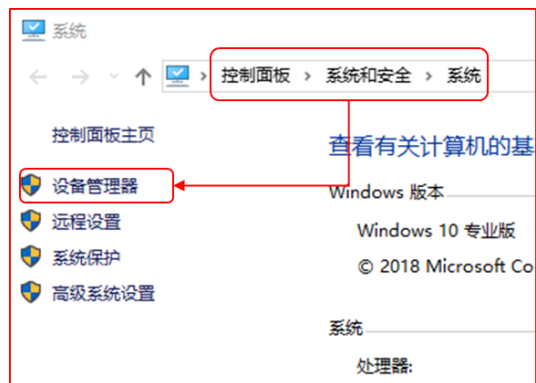 系统
控制面板 › 系统和安全 › 系统
控制面板主页
查看有关计算机的基
设备管理器
Windows 版本
远程设置
Windows 10 专业版
系统保护
© 2018 Microsoft Co
高级系统设置
系统
处理器: